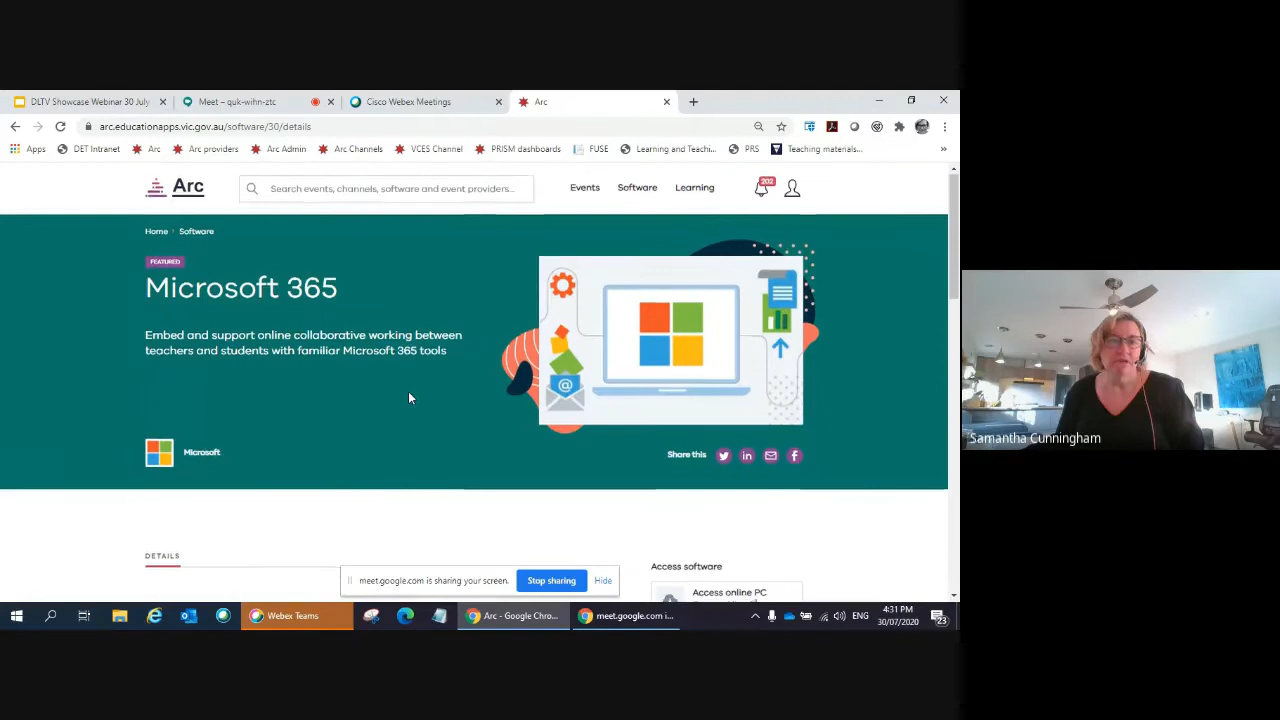 DLTV Showcase Webinar 30 July
Meet – quk-wihn-ztc
Cisco Webex Meetings
Arc
arc.educationapps.vic.gov.au/software/30/details
Apps
DET Intranet
Arc
Arc providers
Arc Admin
Arc Channels
VCES Channel
PRISM dashboards
FUSE
Learning and Teachi...
PRS
Teaching materials...
»
Arc
Search events, channels, software and event providers...
Events
Software
Learning
202
Home › Software
FEATURED
Microsoft 365
Embed and support online collaborative working between
teachers and students with familiar Microsoft 365 tools
@
Microsoft
Share this
DETAILS
Access software
Access online PC
meet.google.com is sharing your screen.
Stop sharing
Hide
Webex Teams
Arc - Google Chro...
meet.google.com i...
ENG
4:31 PM
30/07/2020
23
Samantha Cunningham